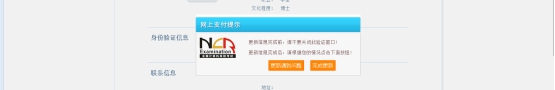 文化程度： 博士
网上支付提示
身份验证信息
NCR
Examination
更新信息完成前，请不要关闭此验证窗口！
更新信息完成后，请根据您的情况点击下面按钮：
更新遇到问题 完成更新
联系信息